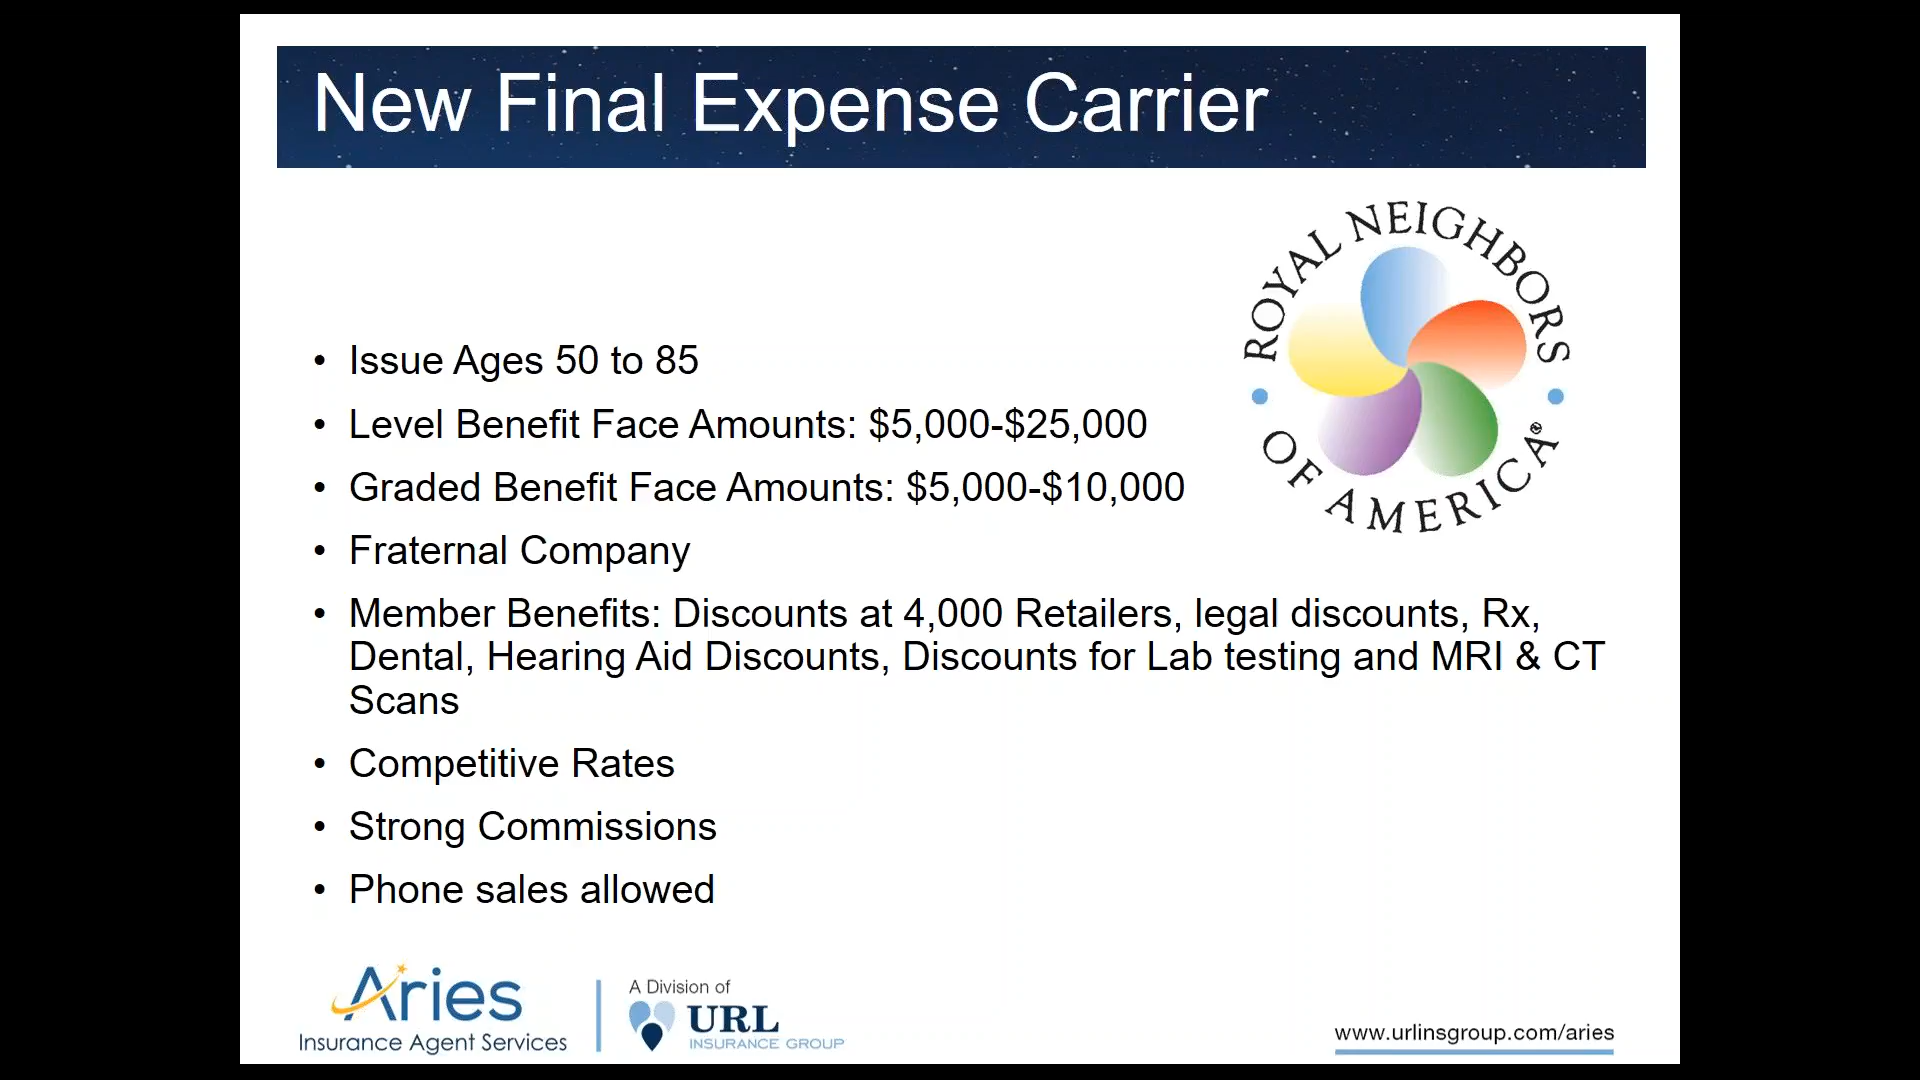 New Final Expense Carrier
ROYAL NEIGHBORS
OF AMERICA®
• Issue Ages 50 to 85
• Level Benefit Face Amounts: $5,000-$25,000
• Graded Benefit Face Amounts: $5,000-$10,000
• Fraternal Company
• Member Benefits: Discounts at 4,000 Retailers, legal discounts, Rx,
Dental, Hearing Aid Discounts, Discounts for Lab testing and MRI & CT
Scans
• Competitive Rates
• Strong Commissions
• Phone sales allowed
Aries
Insurance Agent Services
A Division of
URL
INSURANCE GROUP
www.urlinsgroup.com/aries